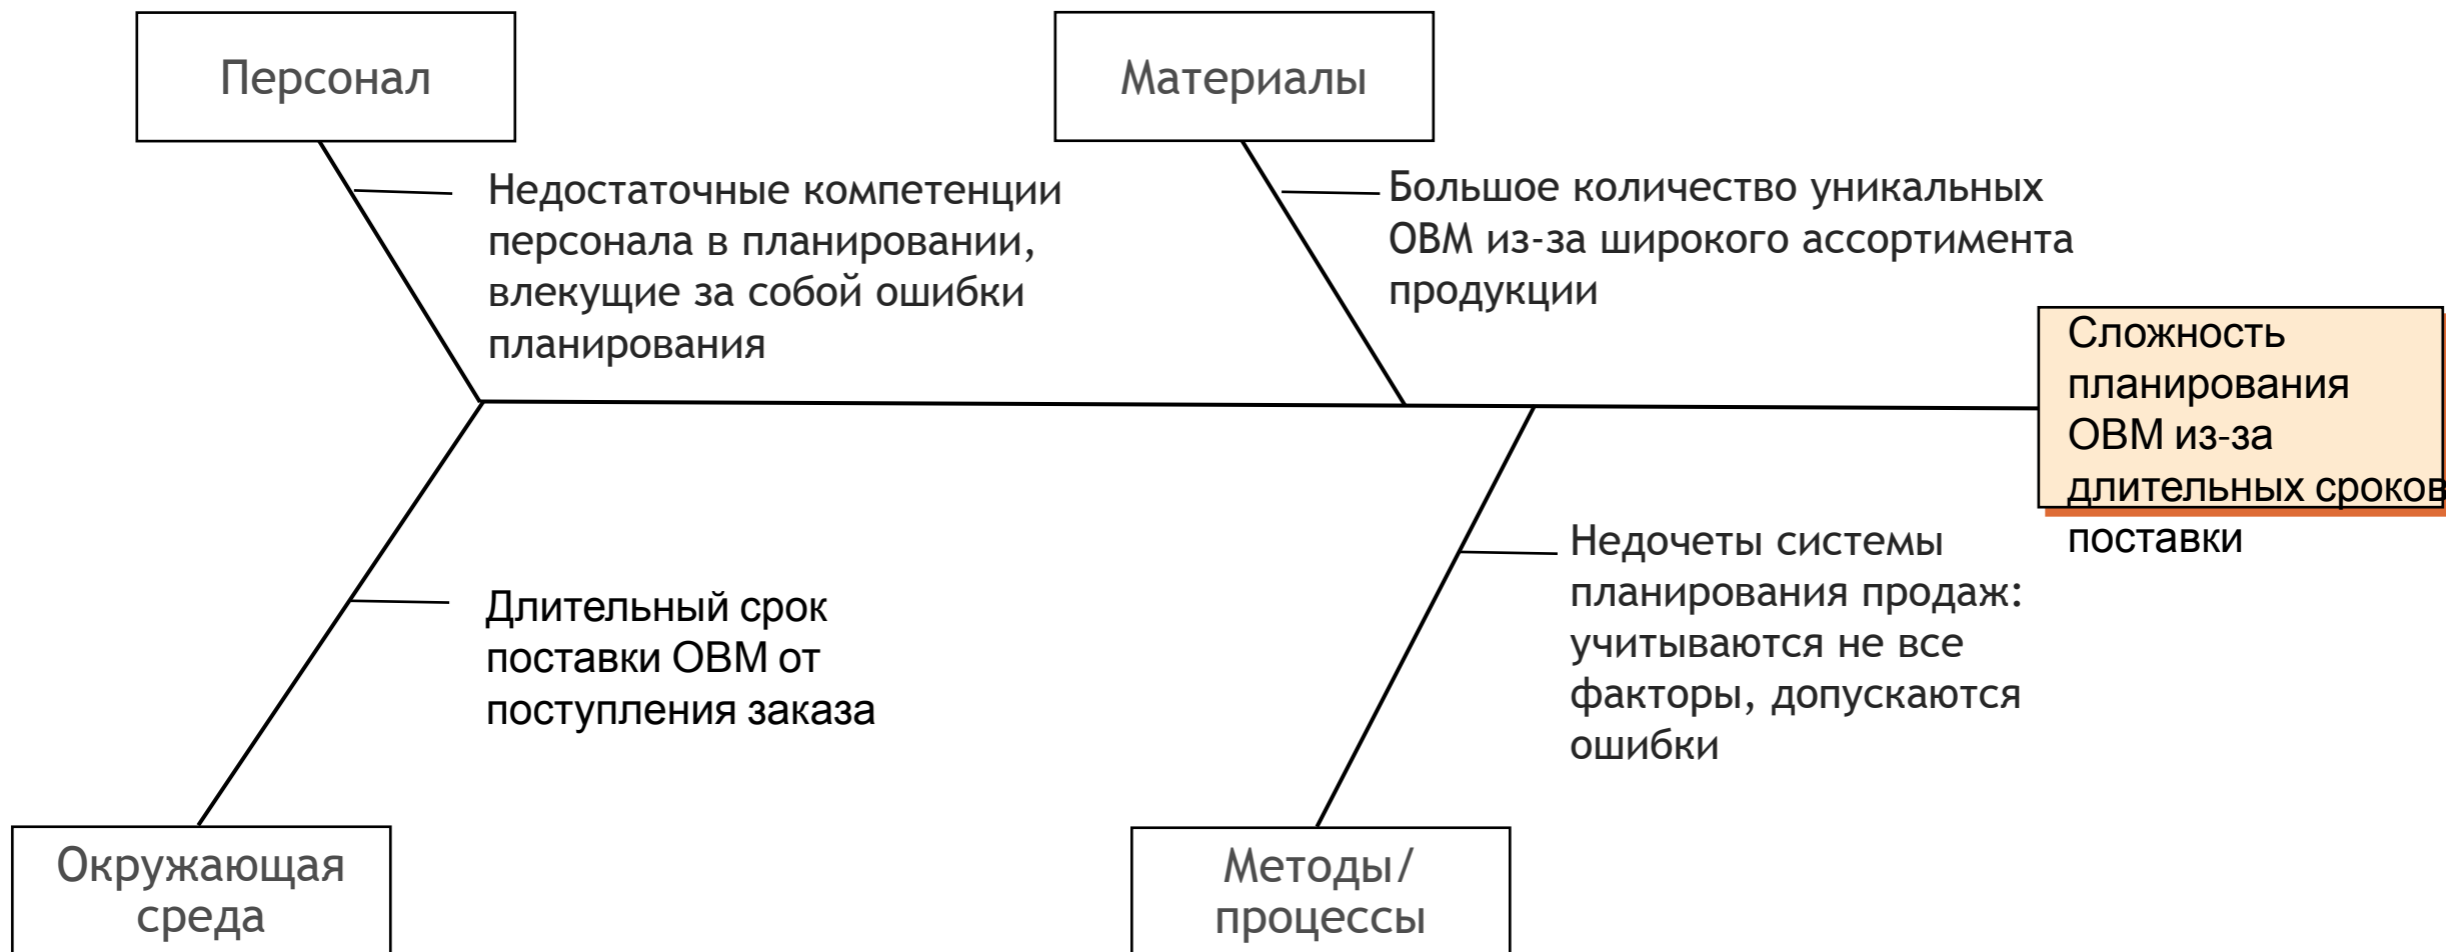 Персонал
Материалы
Недостаточные компетенции
персонала в планировании,
влекущие за собой ошибки
планирования
Большое количество уникальных
ОВМ из-за широкого ассортимента
продукции
Сложность
планирования
ОВМ из-за
длительных сроков
поставки
Длительный срок
поставки ОВМ от
поступления заказа
Недочеты системы
планирования продаж:
учитываются не все
факторы, допускаются
ошибки
Окружающая
среда
Методы/
процессы